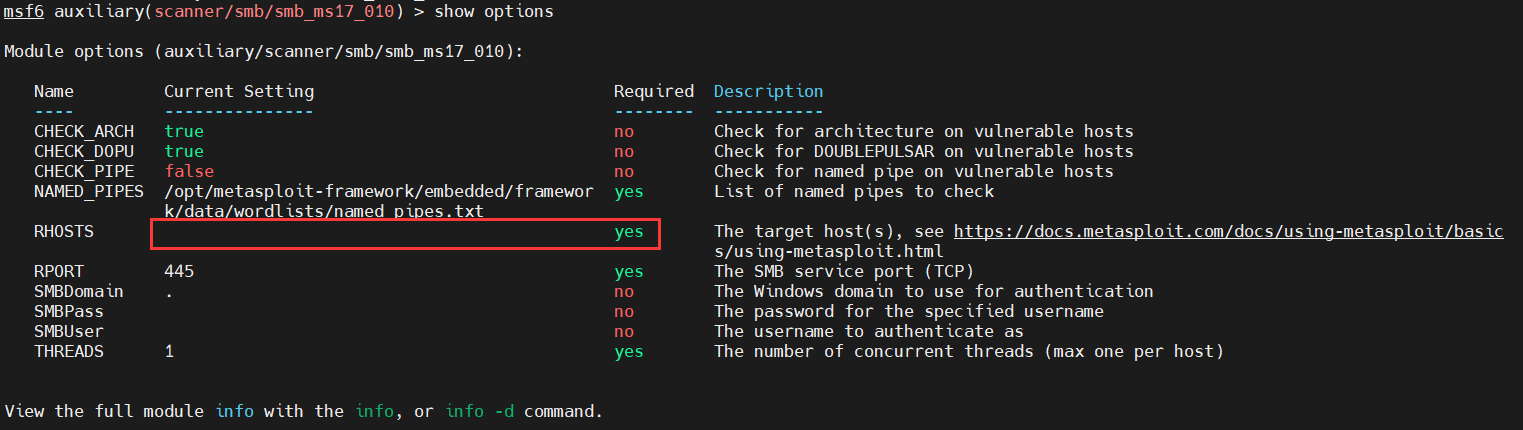 msf6 auxiliary(scanner/smb/smb_ms17_010) > show options
Module options (auxiliary/scanner/smb/smb_ms17_010):
Name Current Setting Required Description
---- --------------- -------- -----------
CHECK_ARCH true no Check for architecture on vulnerable hosts
CHECK_DOPU true no Check for DOUBLEPULSAR on vulnerable hosts
CHECK_PIPE false no Check for named pipe on vulnerable hosts
NAMED_PIPES /opt/metasploit-framework/embedded/framewor yes List of named pipes to check
k/data/wordlists/named_pipes.txt
RHOSTS yes The target host(s), see https://docs.metasploit.com/docs/using-metasploit/basic
s/using-metasploit.html
RPORT 445 yes The SMB service port (TCP)
SMBDomain . no The Windows domain to use for authentication
SMBPass no The password for the specified username
SMBUser no The username to authenticate as
THREADS 1 yes The number of concurrent threads (max one per host)
View the full module info with the info, or info -d command.